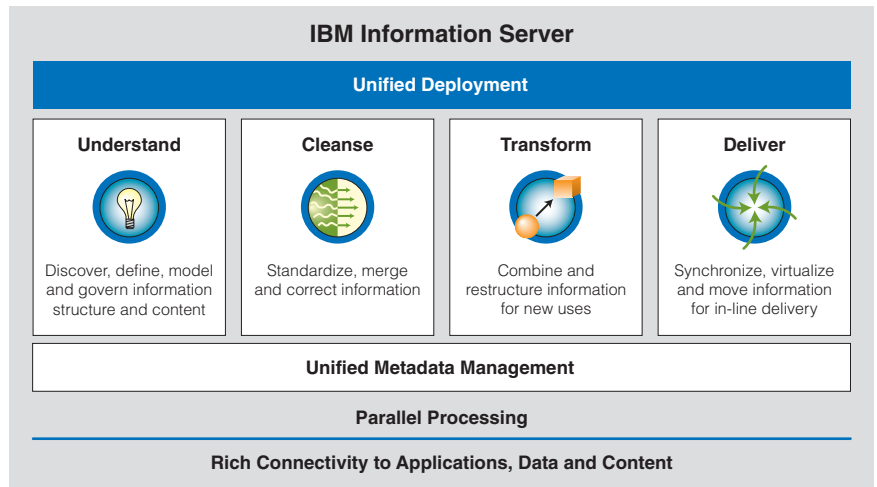 IBM Information Server
Unified Deployment
Understand
Discover, define, model
and govern information
structure and content
Cleanse
Standardize, merge
and correct information
Transform
Combine and
restructure information
for new uses
Deliver
Synchronize, virtualize
and move information
for in-line delivery
Unified Metadata Management
Parallel Processing
Rich Connectivity to Applications, Data and Content